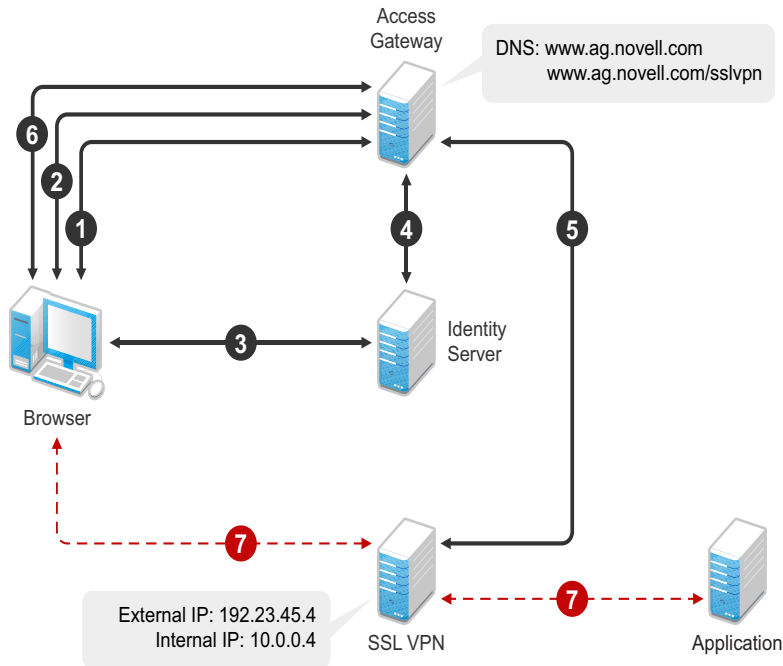 Access
Gateway
DNS: www.ag.novell.com
www.ag.novell.com/sslvpn
6
2
1
4
5
3
Identity
Server
Browser
7
7
External IP: 192.23.45.4
Internal IP: 10.0.0.4
SSL VPN
Application